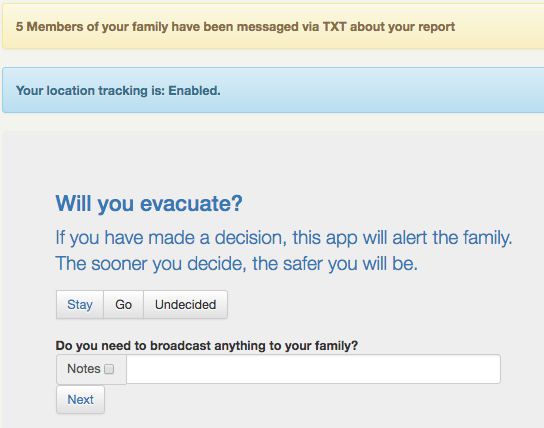 5 Members of your family have been messaged via TXT about your report
Your location tracking is: Enabled.
Will you evacuate?
If you have made a decision, this app will alert the family.
The sooner you decide, the safer you will be.
Stay Go Undecided
Do you need to broadcast anything to your family?
Notes
Next